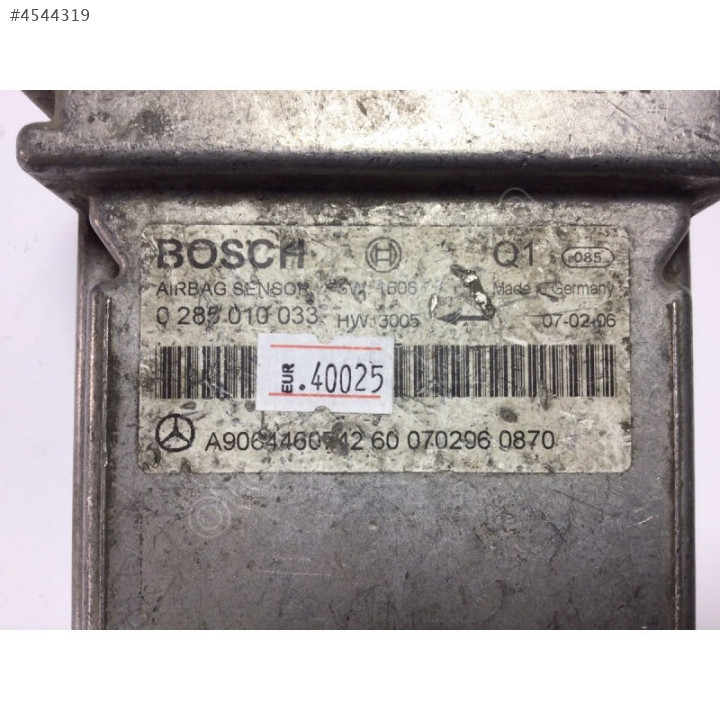 #4544319
BOSCH Q1 085
AIRBAG SENSOR SW 1606 Made in Germany
0 285 010 033 HW 3005 07-02-06
EUR .40025
A9064460742 60 070296 0870